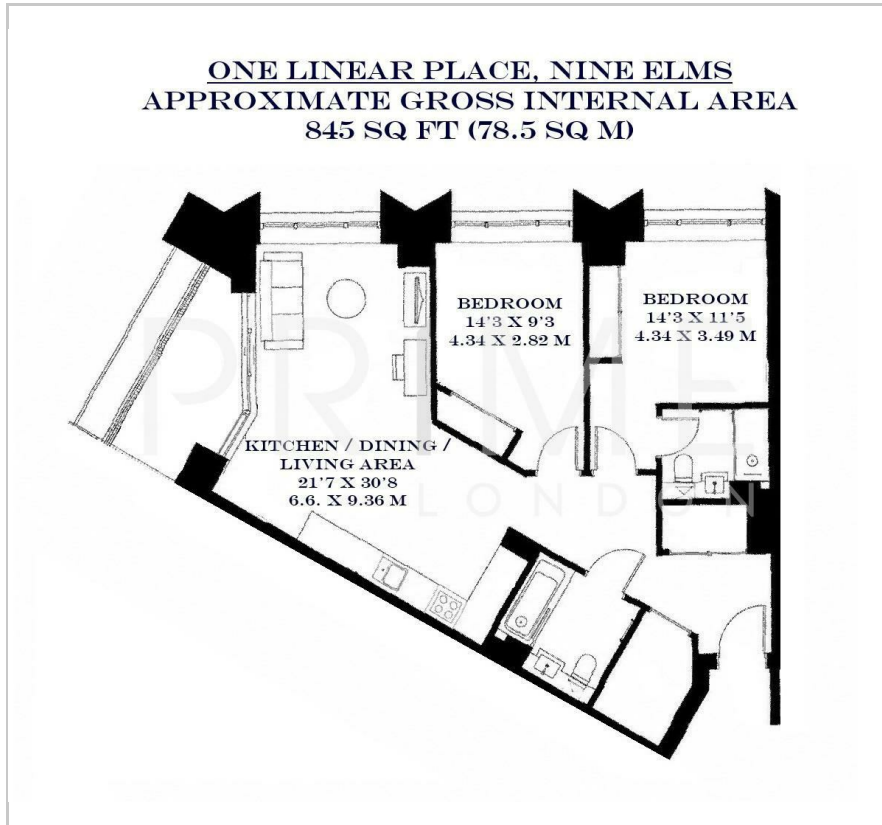 ONE LINEAR PLACE, NINE ELMS
APPROXIMATE GROSS INTERNAL AREA
845 SQ FT (78.5 SQ M)
BEDROOM
14'3 X 9'3
4.34 X 2.82 M
BEDROOM
14'3 X 11'5
4.34 X 3.49 M
KITCHEN / DINING /
LIVING AREA
21'7 X 30'8
6.6. X 9.36 M
PRIME
LONDON